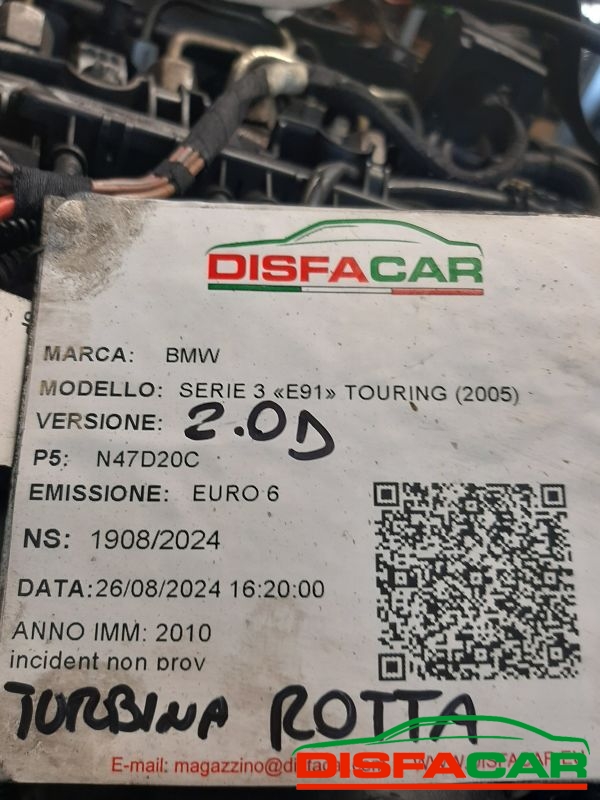 DISFACAR
MARCA: BMW
MODELLO: SERIE 3 «E91» TOURING (2005)
VERSIONE: 2.0D
P5: N47D20C
EMISSIONE: EURO 6
NS: 1908/2024
DATA:26/08/2024 16:20:00
ANNO IMM: 2010
incident non prov
TURBINA ROTTA
E-mail: magazzino@disfaca
DISFACAR